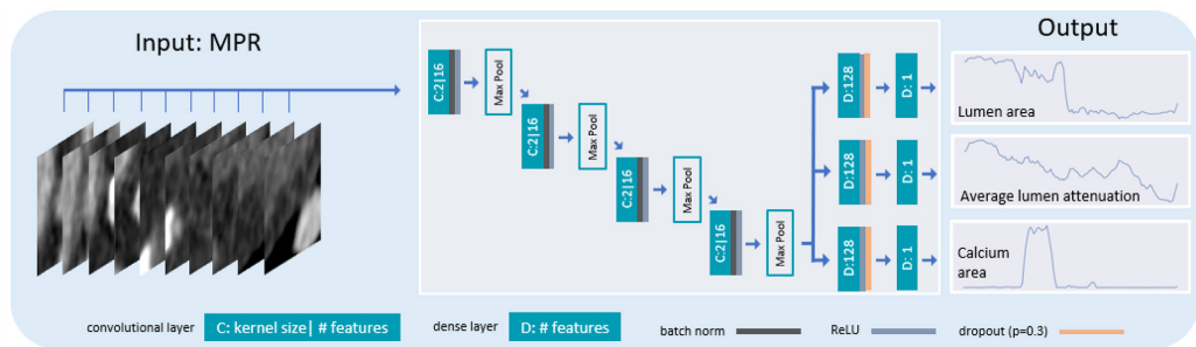 Input: MPR
Output
C:2|16
Max Pool
C:2|16
Max Pool
C:2|16
Max Pool
C:2|16
Max Pool
D:128
D: 1
D:128
D: 1
D:128
D: 1
Lumen area
Average lumen attenuation
Calcium
area
convolutional layer
C: kernel size| # features
dense layer
D: # features
batch norm
ReLU
dropout (p=0.3)